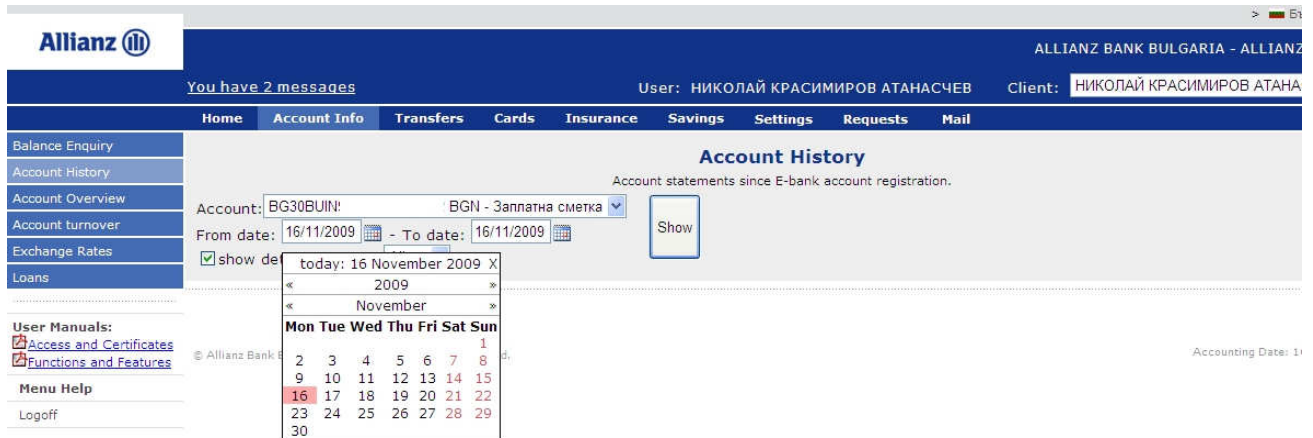 > Бъ
Allianz
ALLIANZ BANK BULGARIA - ALLIANZ
You have 2 messages User: НИКОЛАЙ КРАСИМИРОВ АТАНАСЧЕВ Client: НИКОЛАЙ КРАСИМИРОВ АТАНА
Home Account Info Transfers Cards Insurance Savings Settings Requests Mail
Balance Enquiry
Account History
Account Overview
Account turnover
Exchange Rates
Loans
User Manuals:
Access and Certificates
Functions and Features
Menu Help
Logoff
Account History
Account statements since E-bank account registration.
Account: BG30BUIN BGN - Заплатна сметка
From date: 16/11/2009 - To date: 16/11/2009
Show
show de
today: 16 November 2009 X
« 2009 »
« November »
Mon Tue Wed Thu Fri Sat Sun
1
2 3 4 5 6 7 8
9 10 11 12 13 14 15
16 17 18 19 20 21 22
23 24 25 26 27 28 29
30
© Allianz Bank d.
Accounting Date: 1